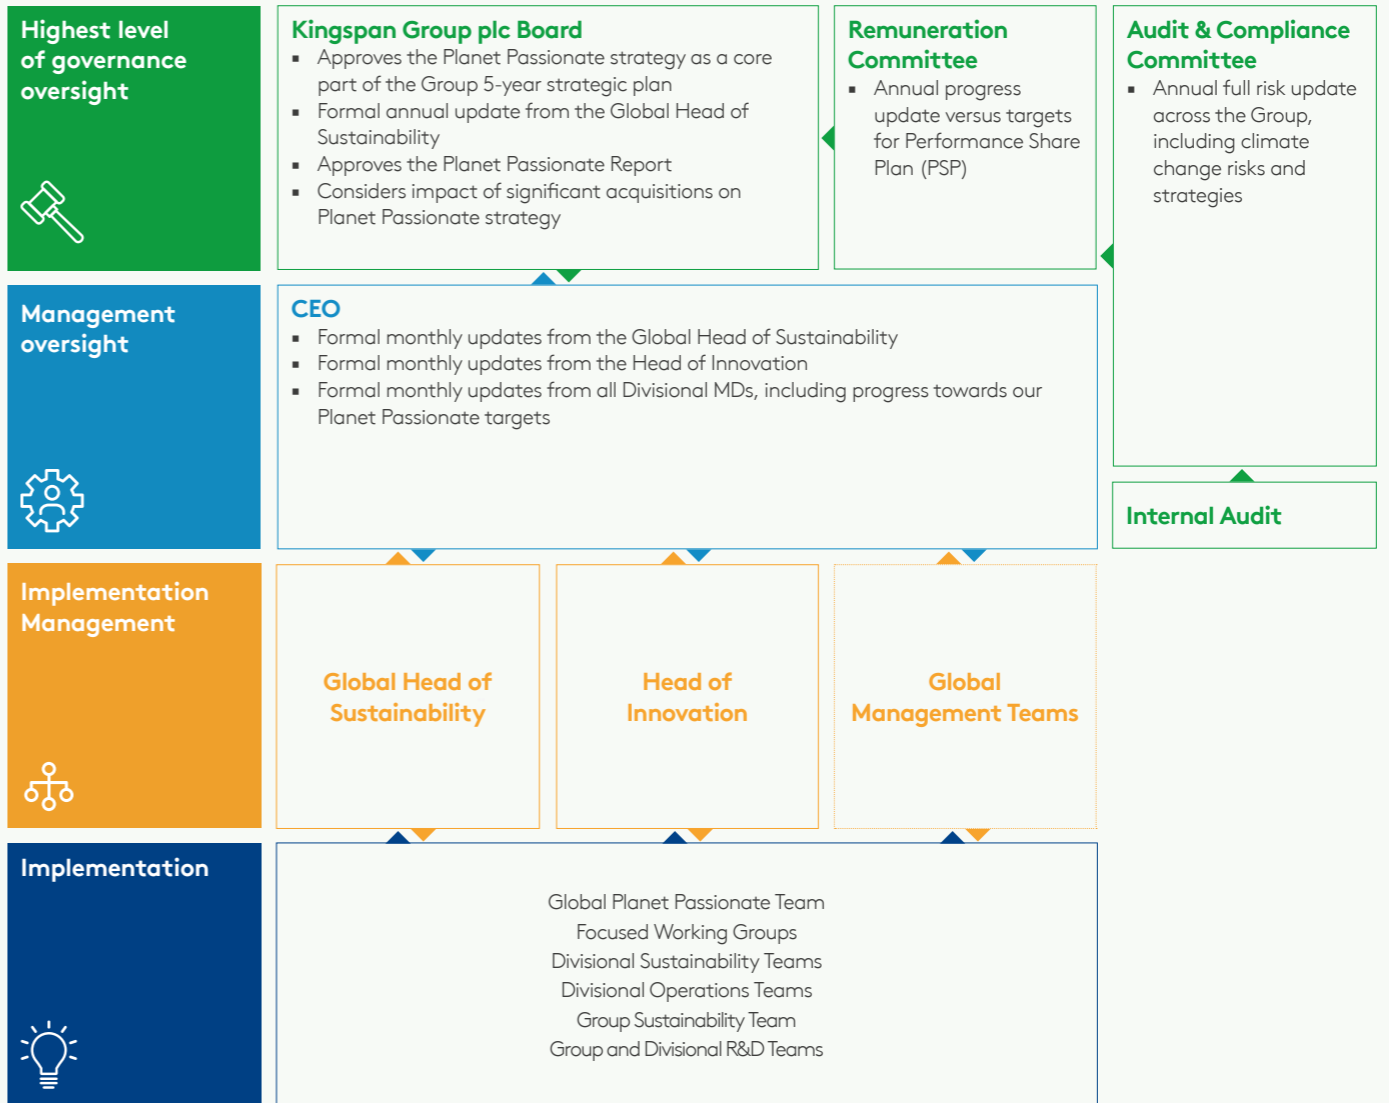 Highest level
of governance
oversight
Kingspan Group plc Board
▪ Approves the Planet Passionate strategy as a core
part of the Group 5-year strategic plan
▪ Formal annual update from the Global Head of
Sustainability
▪ Approves the Planet Passionate Report
▪ Considers impact of significant acquisitions on
Planet Passionate strategy
Remuneration
Committee
▪ Annual progress
update versus targets
for Performance Share
Plan (PSP)
Audit & Compliance
Committee
▪ Annual full risk update
across the Group,
including climate
change risks and
strategies
Management
oversight
CEO
▪ Formal monthly updates from the Global Head of Sustainability
▪ Formal monthly updates from the Head of Innovation
▪ Formal monthly updates from all Divisional MDs, including progress towards our
Planet Passionate targets
Internal Audit
Implementation
Management
Global Head of
Sustainability
Head of
Innovation
Global
Management Teams
Implementation
Global Planet Passionate Team
Focused Working Groups
Divisional Sustainability Teams
Divisional Operations Teams
Group Sustainability Team
Group and Divisional R&D Teams